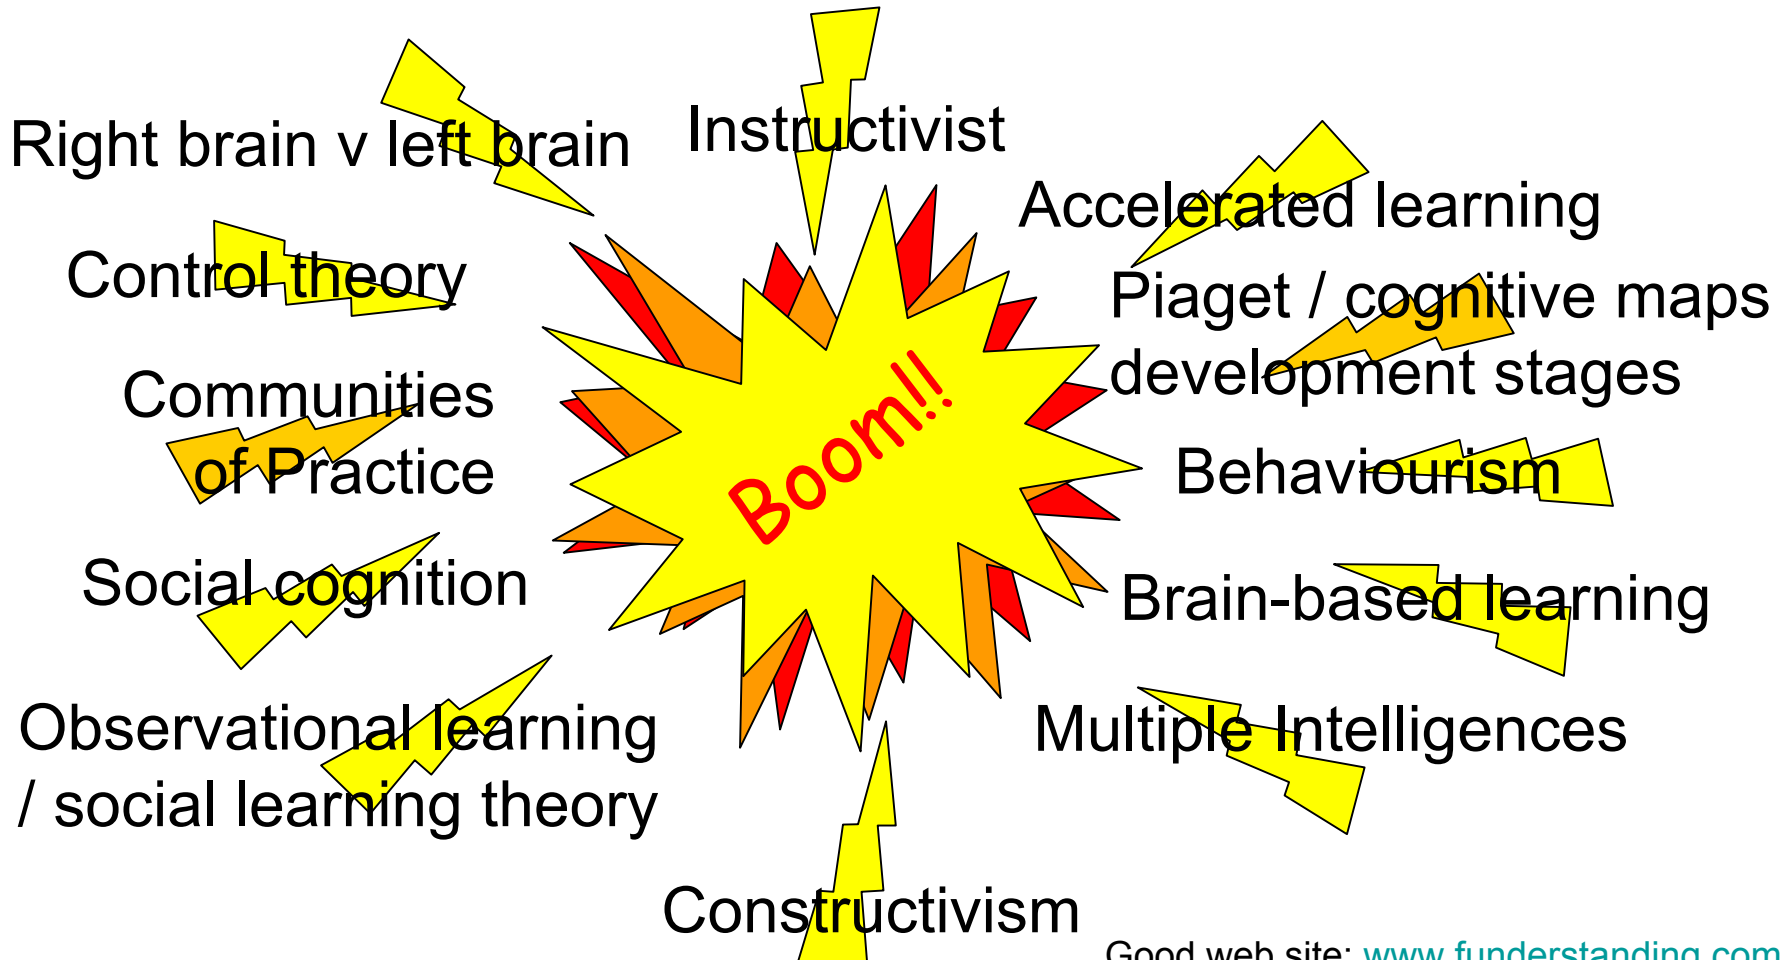 Right brain v left brain
Instructivist
Accelerated learning
Control theory
Piaget / cognitive maps
development stages
Communities
of Practice
Boom!!
Behaviourism
Social cognition
Brain-based learning
Observational learning
/ social learning theory
Multiple Intelligences
Constructivism
Good web site: www.funderstanding.com